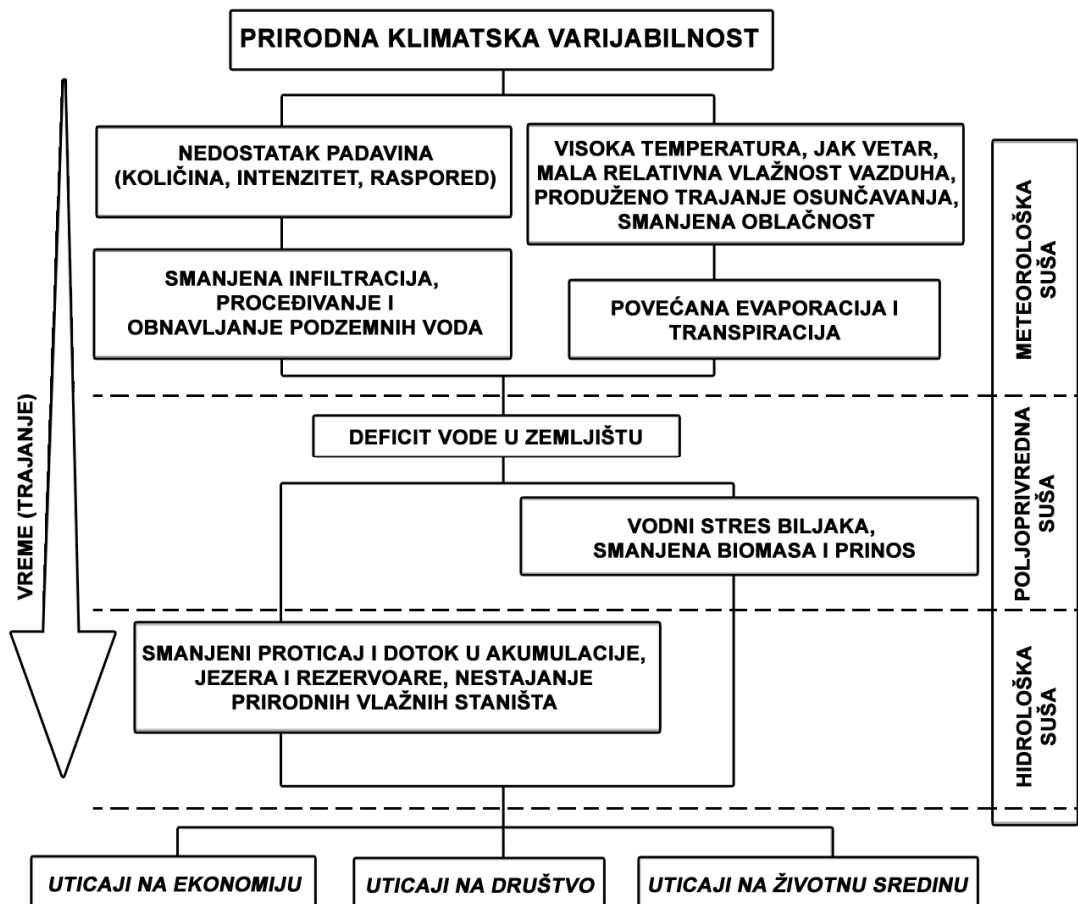 PRIRODNA KLIMATSKA VARIJABILNOST
NEDOSTATAK PADAVINA
(KOLIČINA, INTENZITET, RASPORED)
VISOKA TEMPERATURA, JAK VETAR,
MALA RELATIVNA VLAŽNOST VAZDUHA,
PRODUŽENO TRAJANJE OSUNČAVANJA,
SMANJENA OBLAČNOST
SMANJENA INFILTRACIJA,
PROCEĐIVANJE I
OBNAVLJANJE PODZEMNIH VODA
POVEĆANA EVAPORACIJA I
TRANSPIRACIJA
METEOROLOŠKA
SUŠA
VREME (TRAJANJE)
DEFICIT VODE U ZEMLJIŠTU
VODNI STRES BILJAKA,
SMANJENA BIOMASA I PRINOS
POLJOPRIVREDNA
SUŠA
SMANJENI PROTICAJ I DOTOK U AKUMULACIJE,
JEZERA I REZERVOARE, NESTAJANJE
PRIRODNIH VLAŽNIH STANIŠTA
HIDROLOŠKA
SUŠA
UTICAJI NA EKONOMIJU
UTICAJI NA DRUŠTVO
UTICAJI NA ŽIVOTNU SREDINU